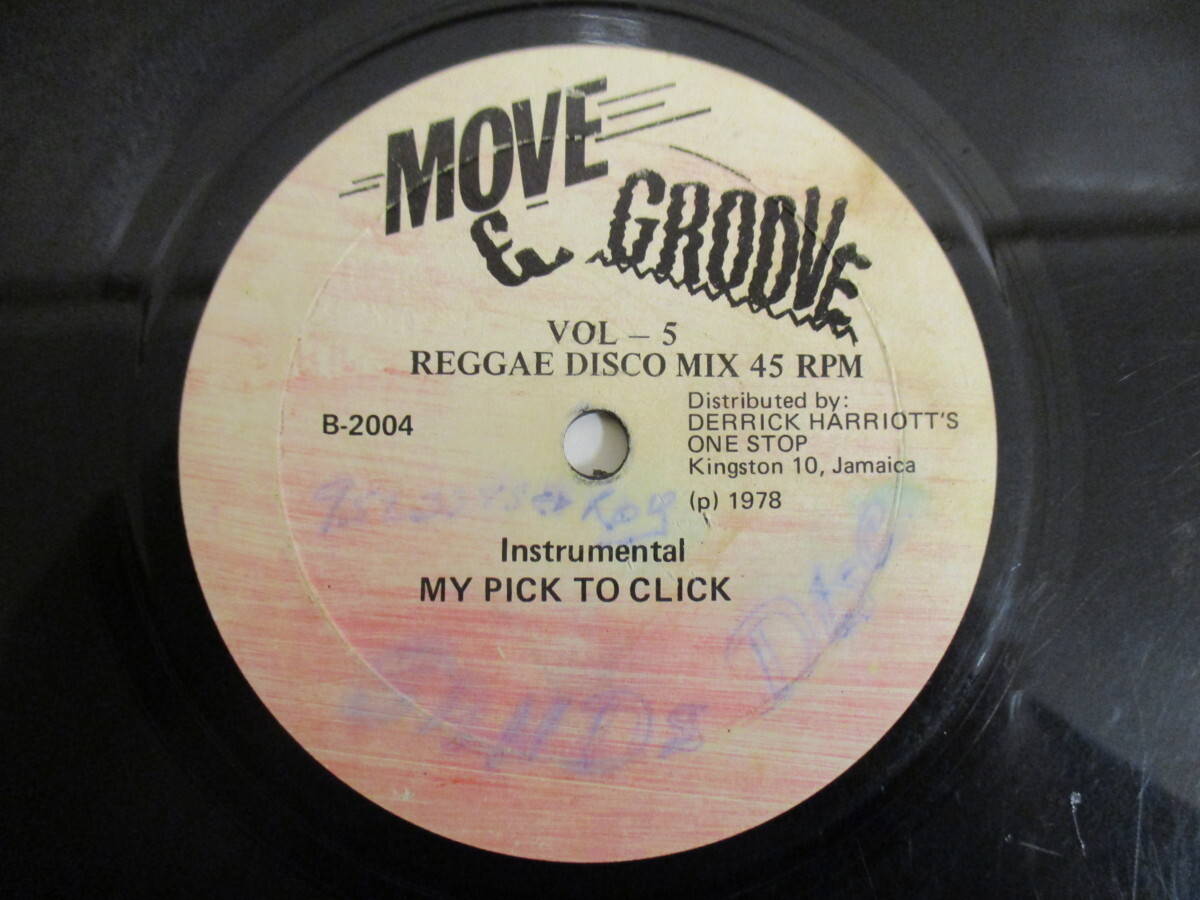 MOVE
& GROOVE
VOL – 5
REGGAE DISCO MIX 45 RPM
B-2004
Distributed by:
DERRICK HARRIOTT'S
ONE STOP
Kingston 10, Jamaica
(p) 1978
Roy
Instrumental
MY PICK TO CLICK